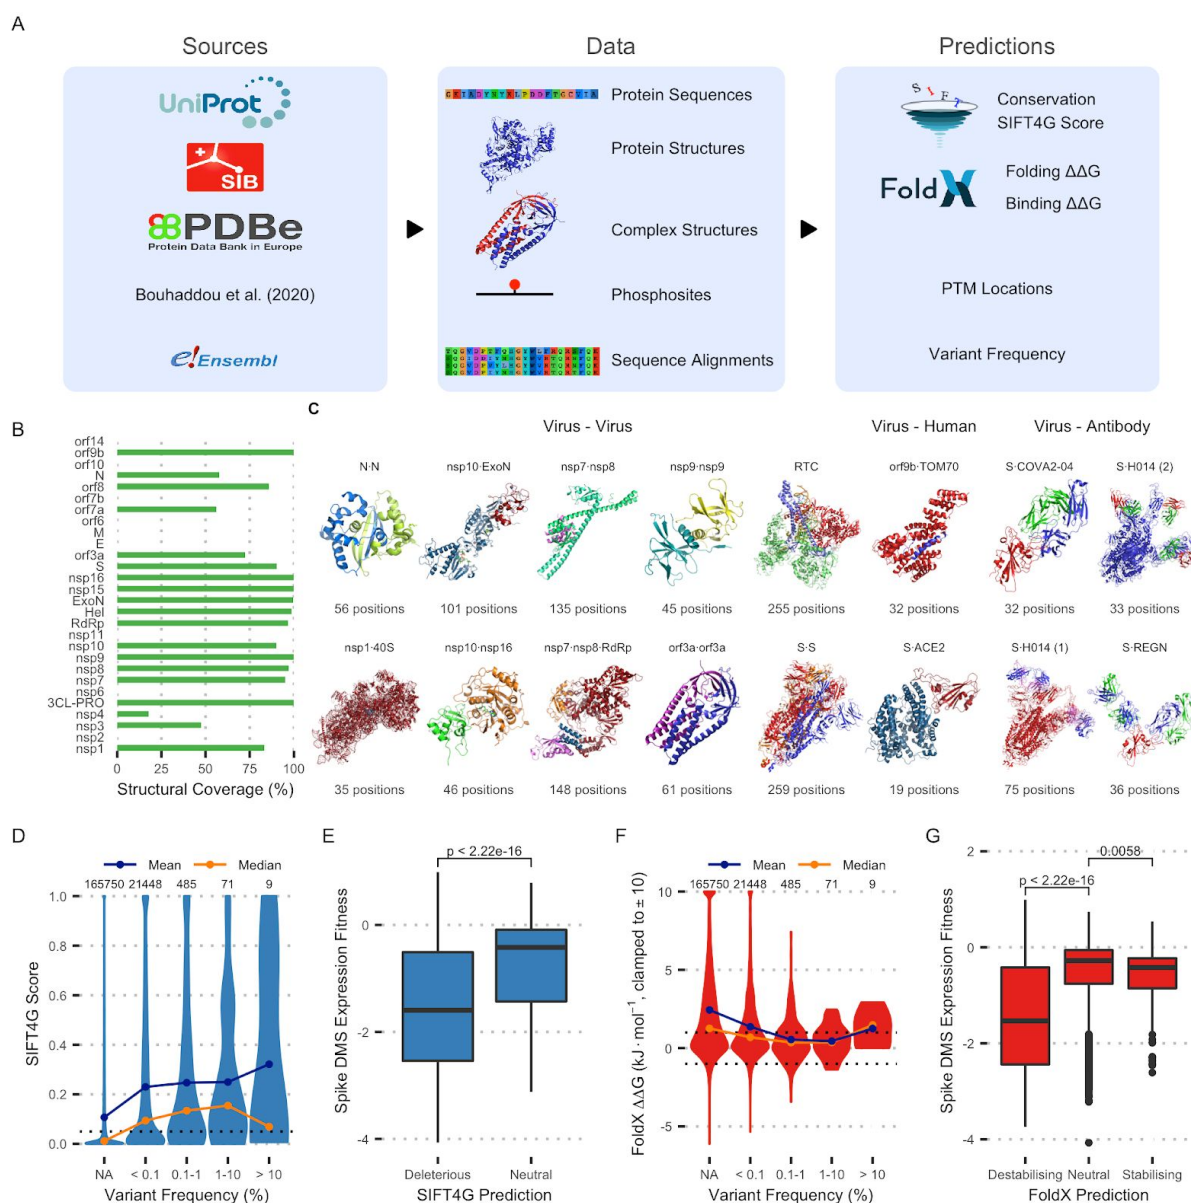 A
Sources
Data
Predictions
UniProt
SIB
PDBe
Protein Data Bank in Europe
Bouhaddou et al. (2020)
e!Ensembl
Protein Sequences
Protein Structures
Complex Structures
Phosphosites
Sequence Alignments
SIFT
Conservation
SIFT4G Score
FoldX
Folding ΔΔG
Binding ΔΔG
PTM Locations
Variant Frequency
B
orf14
orf9b
orf10
N
orf8
orf7b
orf7a
orf6
M
E
orf3a
S
nsp16
nsp15
ExoN
Hel
RdRp
nsp11
nsp10
nsp9
nsp8
nsp7
nsp6
3CL-PRO
nsp4
nsp3
nsp2
nsp1
0 25 50 75 100
Structural Coverage (%)
C
Virus - Virus Virus - Human Virus - Antibody
N·N nsp10·ExoN nsp7·nsp8 nsp9·nsp9 RTC orf9b·TOM70 S·COVA2-04 S·H014 (2)
56 positions 101 positions 135 positions 45 positions 255 positions 32 positions 32 positions 33 positions
nsp1·40S nsp10·nsp16 nsp7·nsp8·RdRp orf3a·orf3a S·S S·ACE2 S·H014 (1) S·REGN
35 positions 46 positions 148 positions 61 positions 259 positions 19 positions 75 positions 36 positions
D
Mean Median
165750 21448 485 71 9
1.0
0.8
0.6
0.4
0.2
0.0
SIFT4G Score
NA < 0.1 0.1-1 1-10 > 10
Variant Frequency (%)
E
p < 2.22e-16
0
-2
-4
Spike DMS Expression Fitness
Deleterious Neutral
SIFT4G Prediction
F
Mean Median
165750 21448 485 71 9
10
5
0
-5
FoldX ΔΔG (kJ · mol⁻¹, clamped to ± 10)
NA < 0.1 0.1-1 1-10 > 10
Variant Frequency (%)
G
2
0.0058
p < 2.22e-16
0
-2
-4
Spike DMS Expression Fitness
Destabilising Neutral Stabilising
FoldX Prediction